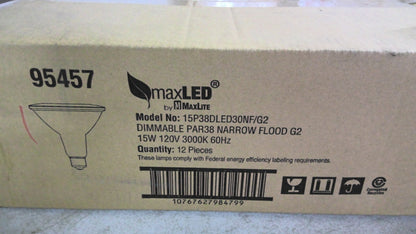 95457
maxLED®
by MAXLITE
Model No: 15P38DLED30NF/G2
DIMMABLE PAR38 NARROW FLOOD G2
15W 120V 3000K 60Hz
Quantity: 12 Pieces
These lamps comply with Federal energy efficiency labeling requirements.
10767627984799